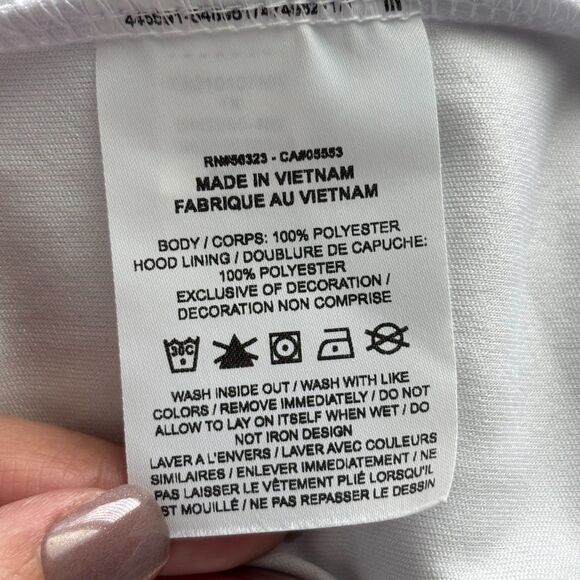 RN#56323 - CA#05553
MADE IN VIETNAM
FABRIQUE AU VIETNAM
BODY / CORPS: 100% POLYESTER
HOOD LINING / DOUBLURE DE CAPUCHE:
100% POLYESTER
EXCLUSIVE OF DECORATION /
DECORATION NON COMPRISE
30C
WASH INSIDE OUT / WASH WITH LIKE
COLORS / REMOVE IMMEDIATELY / DO NOT
ALLOW TO LAY ON ITSELF WHEN WET / DO
NOT IRON DESIGN
LAVER A L'ENVERS / LAVER AVEC COULEURS
SIMILAIRES / ENLEVER IMMÉDIATEMENT / NE
PAS LAISSER LE VÊTEMENT PLIÉ LORSQU'IL
EST MOUILLÉ / NE PAS REPASSER LE DESSIN